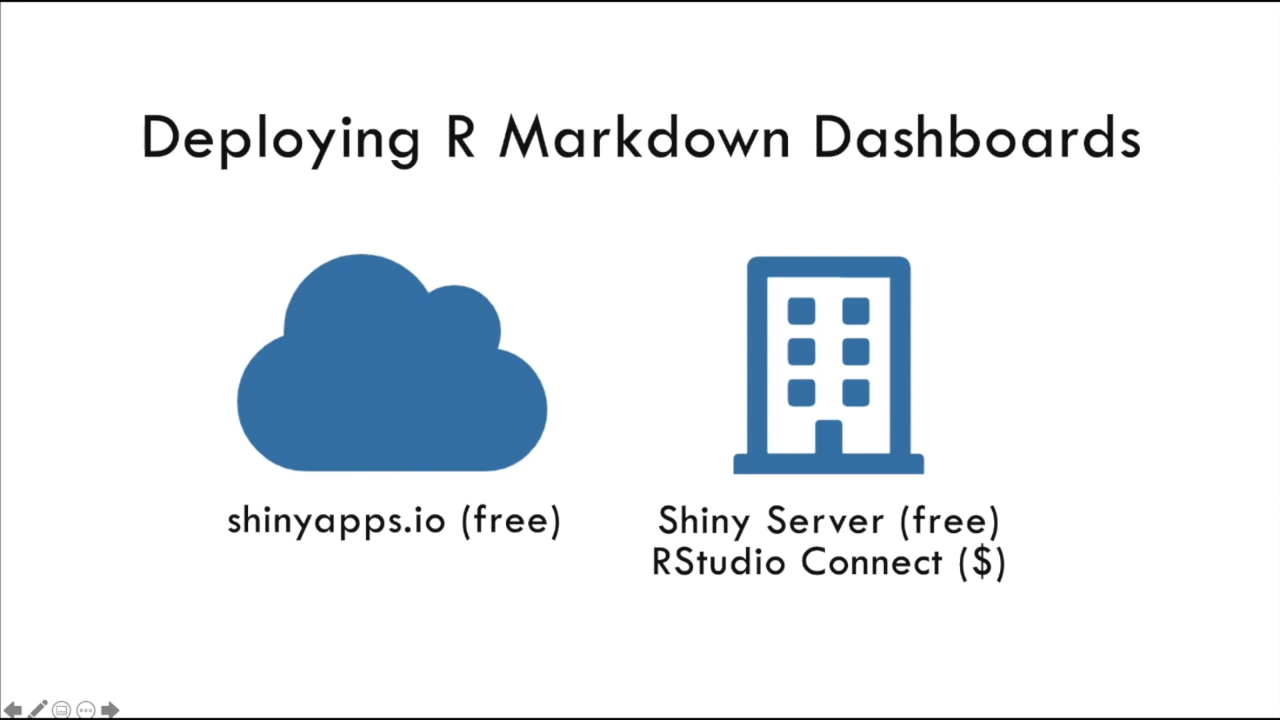 Deploying R Markdown Dashboards
shinyapps.io (free)
Shiny Server (free)
RStudio Connect ($)